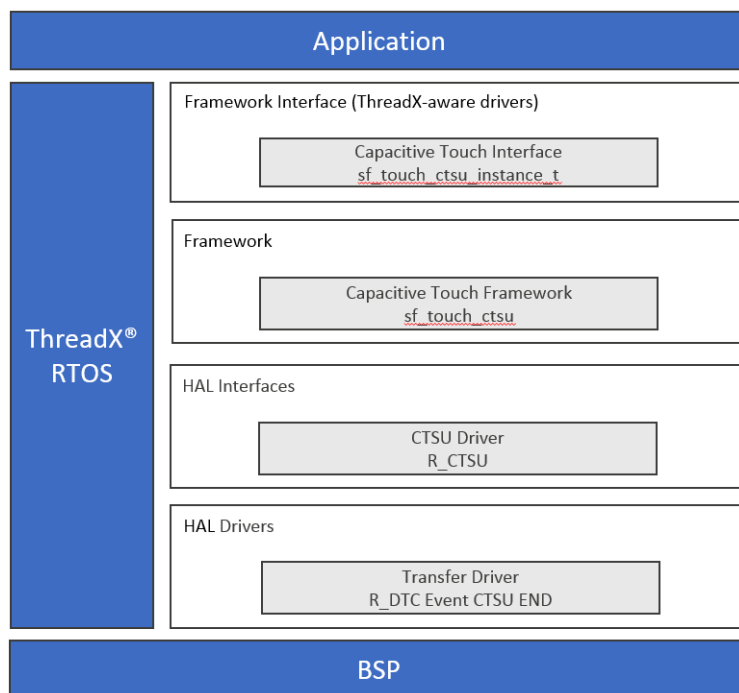 Application
ThreadX®
RTOS
Framework Interface (ThreadX-aware drivers)
Capacitive Touch Interface
sf_touch_ctsu_instance_t
Framework
Capacitive Touch Framework
sf_touch_ctsu
HAL Interfaces
CTSU Driver
R_CTSU
HAL Drivers
Transfer Driver
R_DTC Event CTSU END
BSP